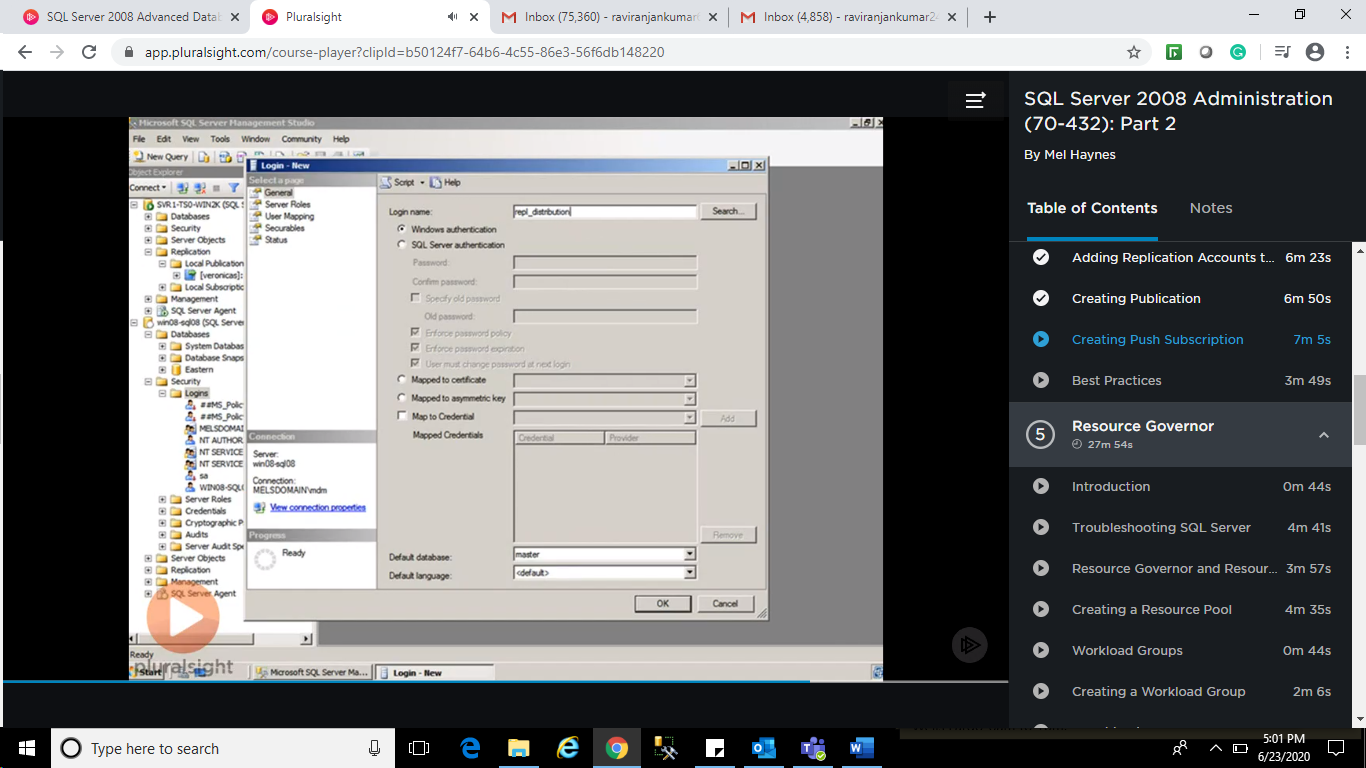 SQL Server 2008 Advanced Datab
Pluralsight
Inbox (75,360) - raviranjankumar
Inbox (4,858) - raviranjankumar2
app.pluralsight.com/course-player?clipId=b50124f7-64b6-4c55-86e3-56f6db148220
Microsoft SQL Server Management Studio
File Edit View Tools Window Community Help
New Query
Object Explorer
Connect
SVR1-TS0-WIN2K (SQL S
Databases
Security
Server Objects
Replication
Local Publication
[veronicas]:
Local Subscriptic
Management
SQL Server Agent
win08-sql08 (SQL Server
Databases
System Databas
Database Snaps
Eastern
Security
Logins
##MS_Polic
##MS_Polic
MELSDOMAI
NT AUTHOR
NT SERVICE
NT SERVICE
sa
WIN08-SQL0
Server Roles
Credentials
Cryptographic P
Audits
Server Audit Spe
Server Objects
Replication
Management
SQL Server Agent
Ready
Login - New
Select a page
General
Server Roles
User Mapping
Securables
Status
Connection
Server:
win08-sql08
Connection:
MELSDOMAIN\mdm
View connection properties
Progress
Ready
Script Help
Login name: repl_distribution Search...
Windows authentication
SQL Server authentication
Password:
Confirm password:
Specify old password
Old password:
Enforce password policy
Enforce password expiration
User must change password at next login
Mapped to certificate
Mapped to asymmetric key
Map to Credential Add
Mapped Credentials Credential Provider
Remove
Default database: master
Default language: <default>
OK Cancel
pluralsight
Start Microsoft SQL Server Ma... Login - New
SQL Server 2008 Administration
(70-432): Part 2
By Mel Haynes
Table of Contents Notes
Adding Replication Accounts t... 6m 23s
Creating Publication 6m 50s
Creating Push Subscription 7m 5s
Best Practices 3m 49s
5 Resource Governor
27m 54s
Introduction 0m 44s
Troubleshooting SQL Server 4m 41s
Resource Governor and Resour... 3m 57s
Creating a Resource Pool 4m 35s
Workload Groups 0m 44s
Creating a Workload Group 2m 6s
Type here to search
5:01 PM
6/23/2020